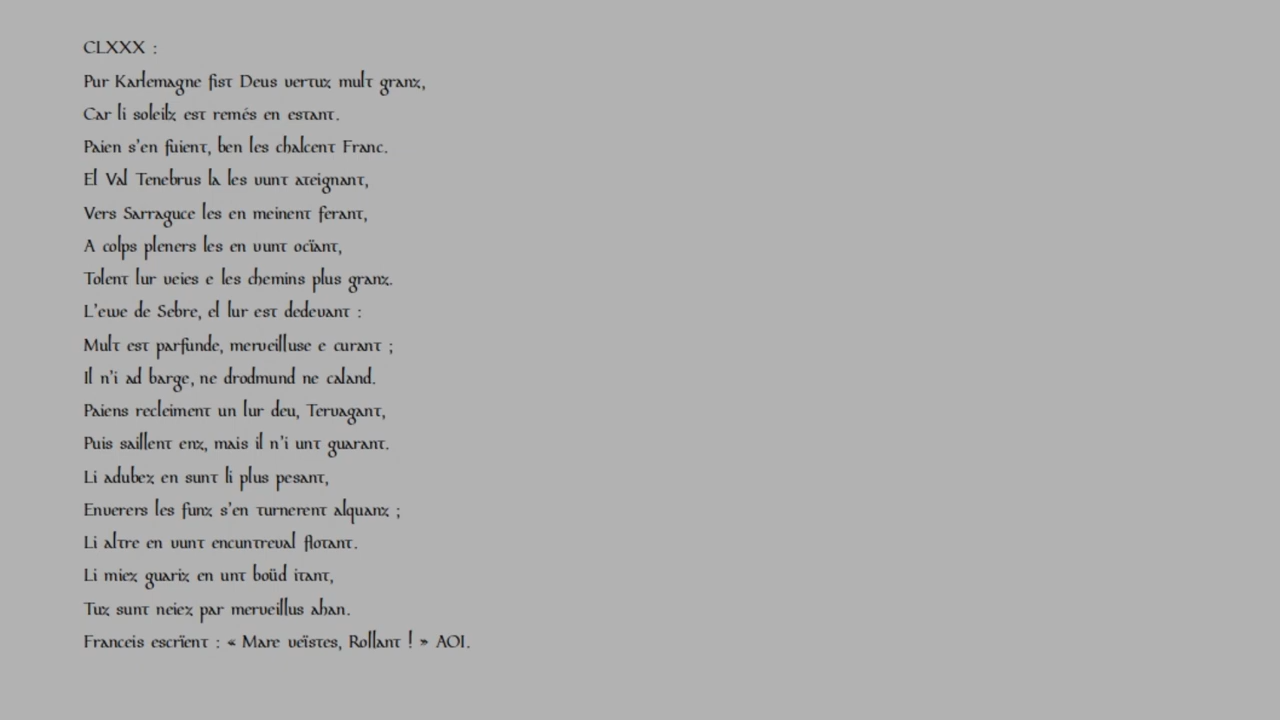 CLXXX :
Pur Karlemagne fist Deus vertuz mult granz,
Car li soleilz est remés en estant.
Paien s'en fuient, ben les chalcent Franc.
El Val Tenebrus la les vunt ateignant,
Vers Sarraguce les en meinent ferant,
A colps pleners les en vunt ocïant,
Tolent lur veies e les chemins plus granz.
L'ewe de Sebre, el lur est dedevant :
Mult est parfunde, merveilluse e curant ;
Il n'i ad barge, ne drodmund ne caland.
Paiens recleiment un lur deu, Tervagant,
Puis saillent enz, mais il n'i unt guarant.
Li adubez en sunt li plus pesant,
Enverers les funz s'en turnerent alquanz ;
Li altre en vunt encuntreval flotant.
Li miez guariz en unt boüd itant,
Tuz sunt neiez par merveillus ahan.
Franceis escrïent : « Mare veïstes, Rollant ! » AOI.